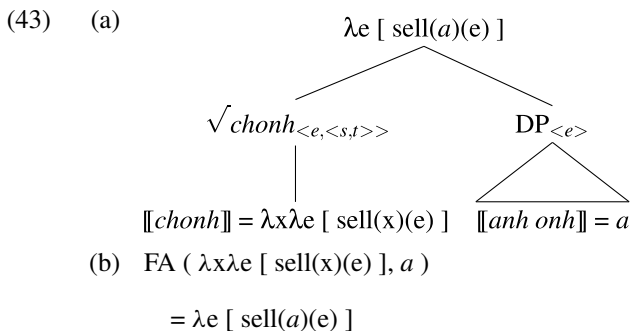 (43) (a) λe [ sell(a)(e) ]
√chonh<e,<s,t>> DP<e>
⟦chonh⟧ = λxλe [ sell(x)(e) ] ⟦anh onh⟧ = a
(b) FA ( λxλe [ sell(x)(e) ], a )
= λe [ sell(a)(e) ]